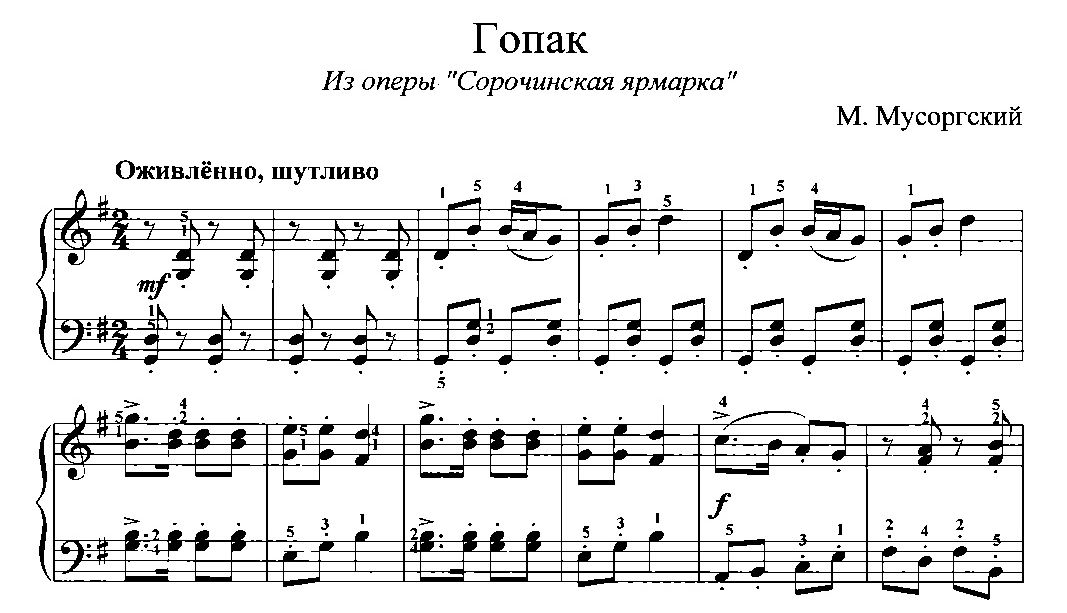 Гопак
Из оперы "Сорочинская ярмарка"
М. Мусоргский
Оживлённо, шутливо
mf
f